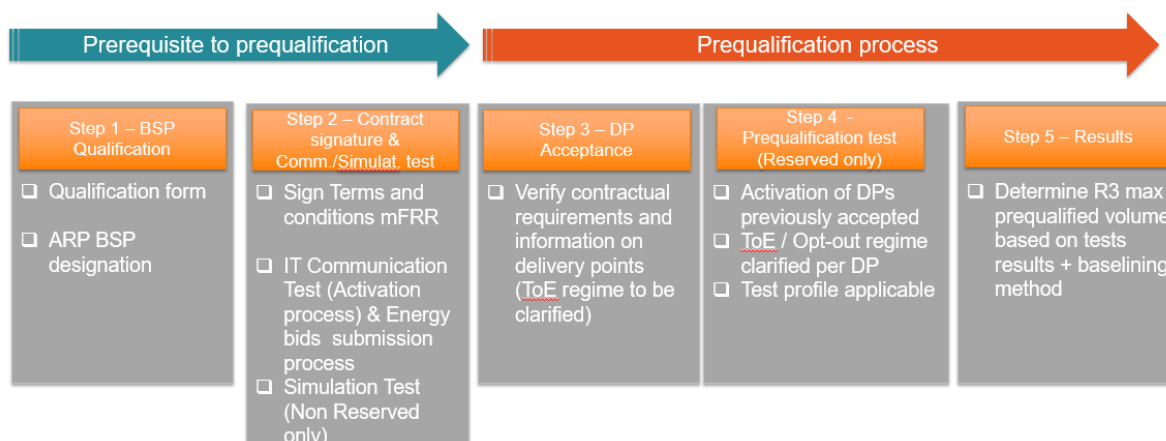 Prerequisite to prequalification
Prequalification process
Step 1 – BSP
Qualification
❑ Qualification form
❑ ARP BSP
designation
Step 2 – Contract
signature &
Comm./Simulat. test
❑ Sign Terms and
conditions mFRR
❑ IT Communication
Test (Activation
process) & Energy
bids submission
process
❑ Simulation Test
(Non Reserved
only)
Step 3 – DP
Acceptance
❑ Verify contractual
requirements and
information on
delivery points
(ToE regime to be
clarified)
Step 4 -
Prequalification test
(Reserved only)
❑ Activation of DPs
previously accepted
❑ ToE / Opt-out regime
clarified per DP
❑ Test profile applicable
Step 5 – Results
❑ Determine R3 max
prequalified volume
based on tests
results + baselining
method